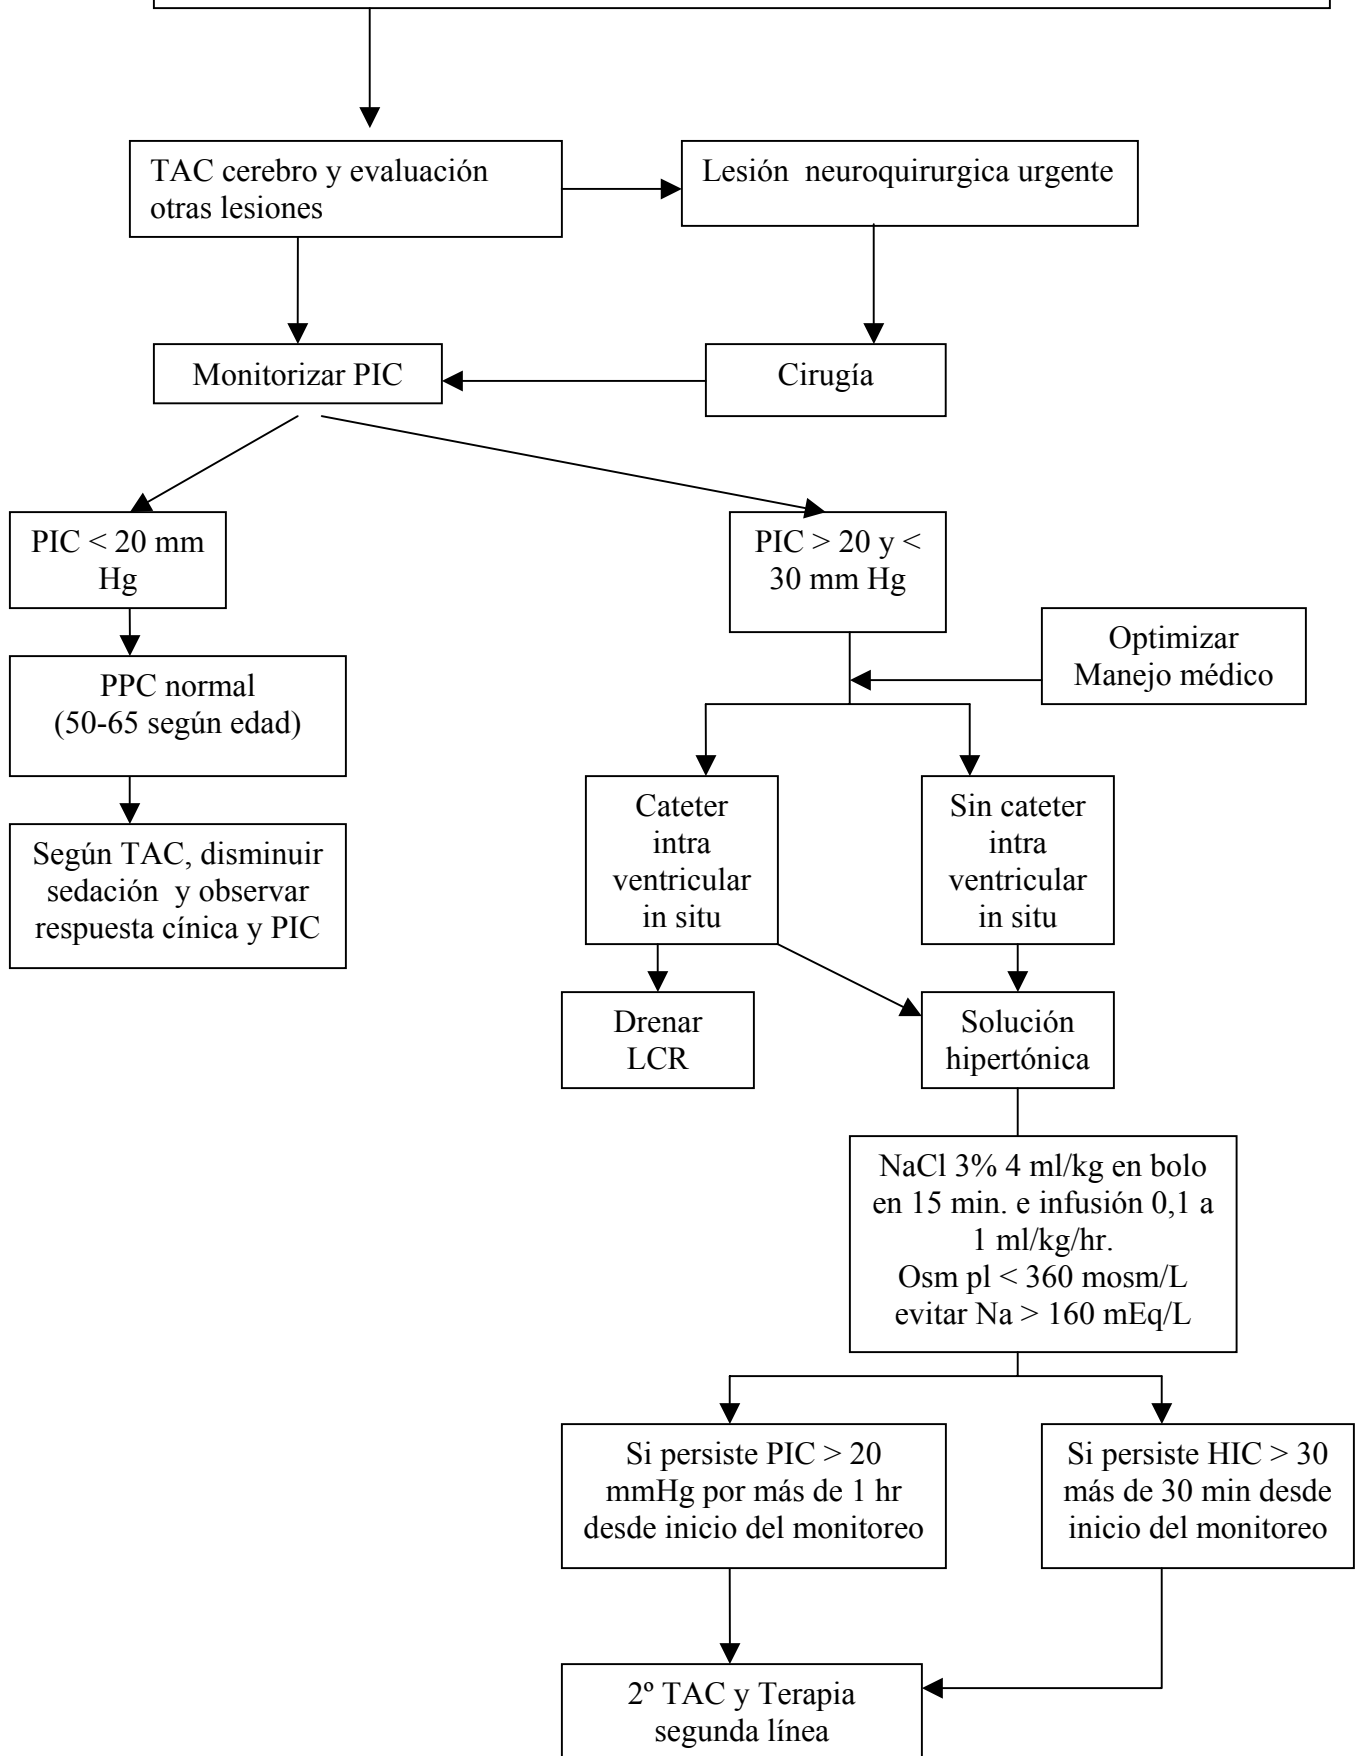 TAC cerebro y evaluación
otras lesiones
Lesión neuroquirurgica urgente
Monitorizar PIC
Cirugía
PIC < 20 mm
Hg
PIC > 20 y <
30 mm Hg
Optimizar
Manejo médico
PPC normal
(50-65 según edad)
Según TAC, disminuir
sedación y observar
respuesta cínica y PIC
Cateter
intra
ventricular
in situ
Sin cateter
intra
ventricular
in situ
Drenar
LCR
Solución
hipertónica
NaCl 3% 4 ml/kg en bolo
en 15 min. e infusión 0,1 a
1 ml/kg/hr.
Osm pl < 360 mosm/L
evitar Na > 160 mEq/L
Si persiste PIC > 20
mmHg por más de 1 hr
desde inicio del monitoreo
Si persiste HIC > 30
más de 30 min desde
inicio del monitoreo
2º TAC y Terapia
segunda línea